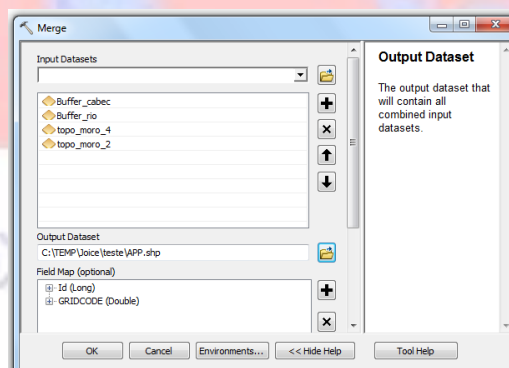 Merge
Input Datasets
Buffer_cabec
Buffer_rio
topo_moro_4
topo_moro_2
Output Dataset
C:\TEMP\Joice\teste\APP.shp
Field Map (optional)
Id (Long)
GRIDCODE (Double)
Output Dataset
The output dataset that
will contain all
combined input
datasets.
OK
Cancel
Environments...
<< Hide Help
Tool Help